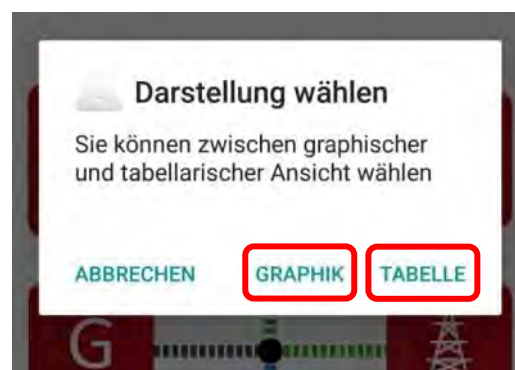 Darstellung wählen
Sie können zwischen graphischer
und tabellarischer Ansicht wählen
ABBRECHEN GRAPHIK TABELLE
G